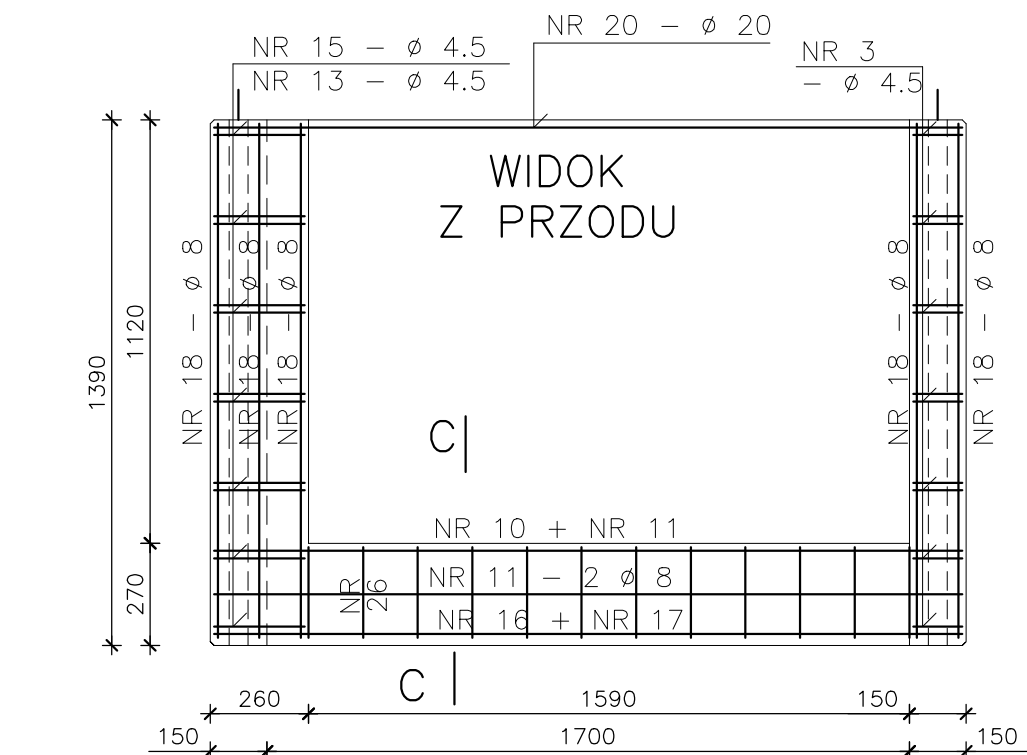 NR 20 - ø 20
NR 15 - ø 4.5
NR 13 - ø 4.5
NR 3
- ø 4.5
WIDOK
Z PRZODU
NR 18 - ø 8
NR 18 - ø 8
NR 18 - ø 8
NR 18 - ø 8
NR 18 - ø 8
1390
1120
270
C
NR 10 + NR 11
NR 11 - 2 ø 8
NR 26
NR 16 + NR 17
C
260
1590
150
150
1700
150